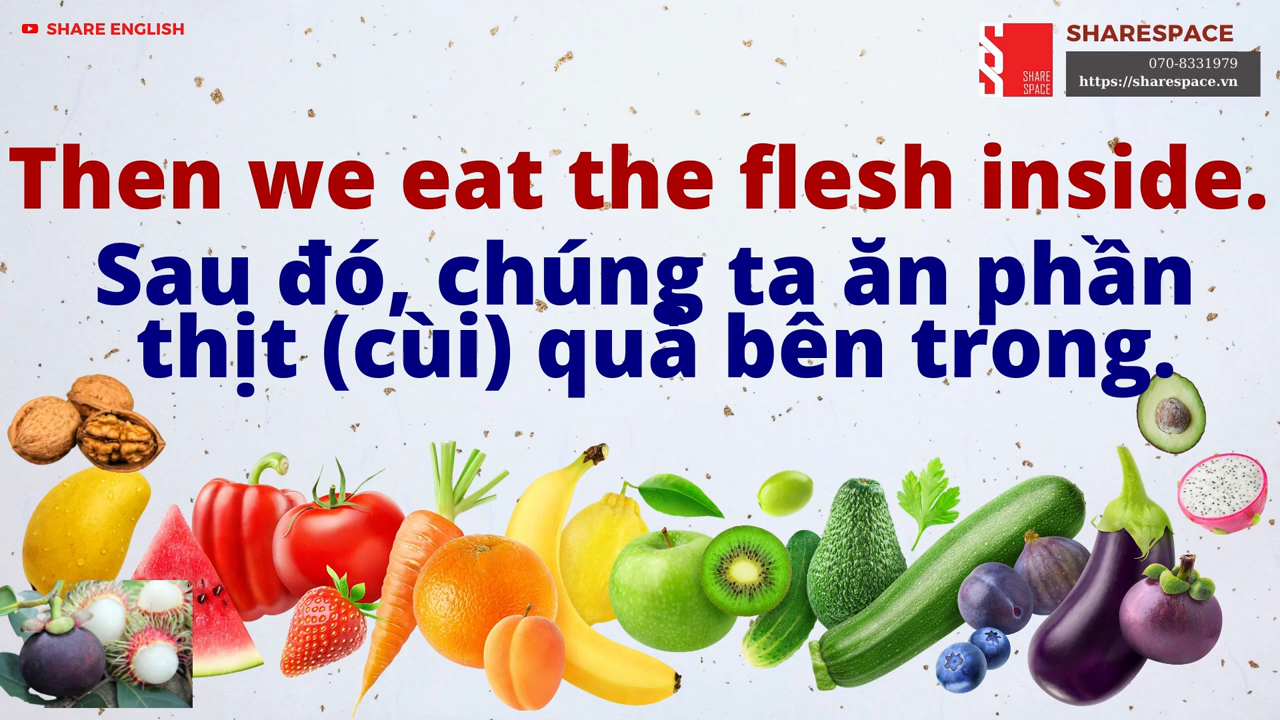 SHARE ENGLISH
SHARESPACE
070-8331979
https://sharespace.vn
SHARE
SPACE
Then we eat the flesh inside.
Sau đó, chúng ta ăn phần
thịt (cùi) quả bên trong.